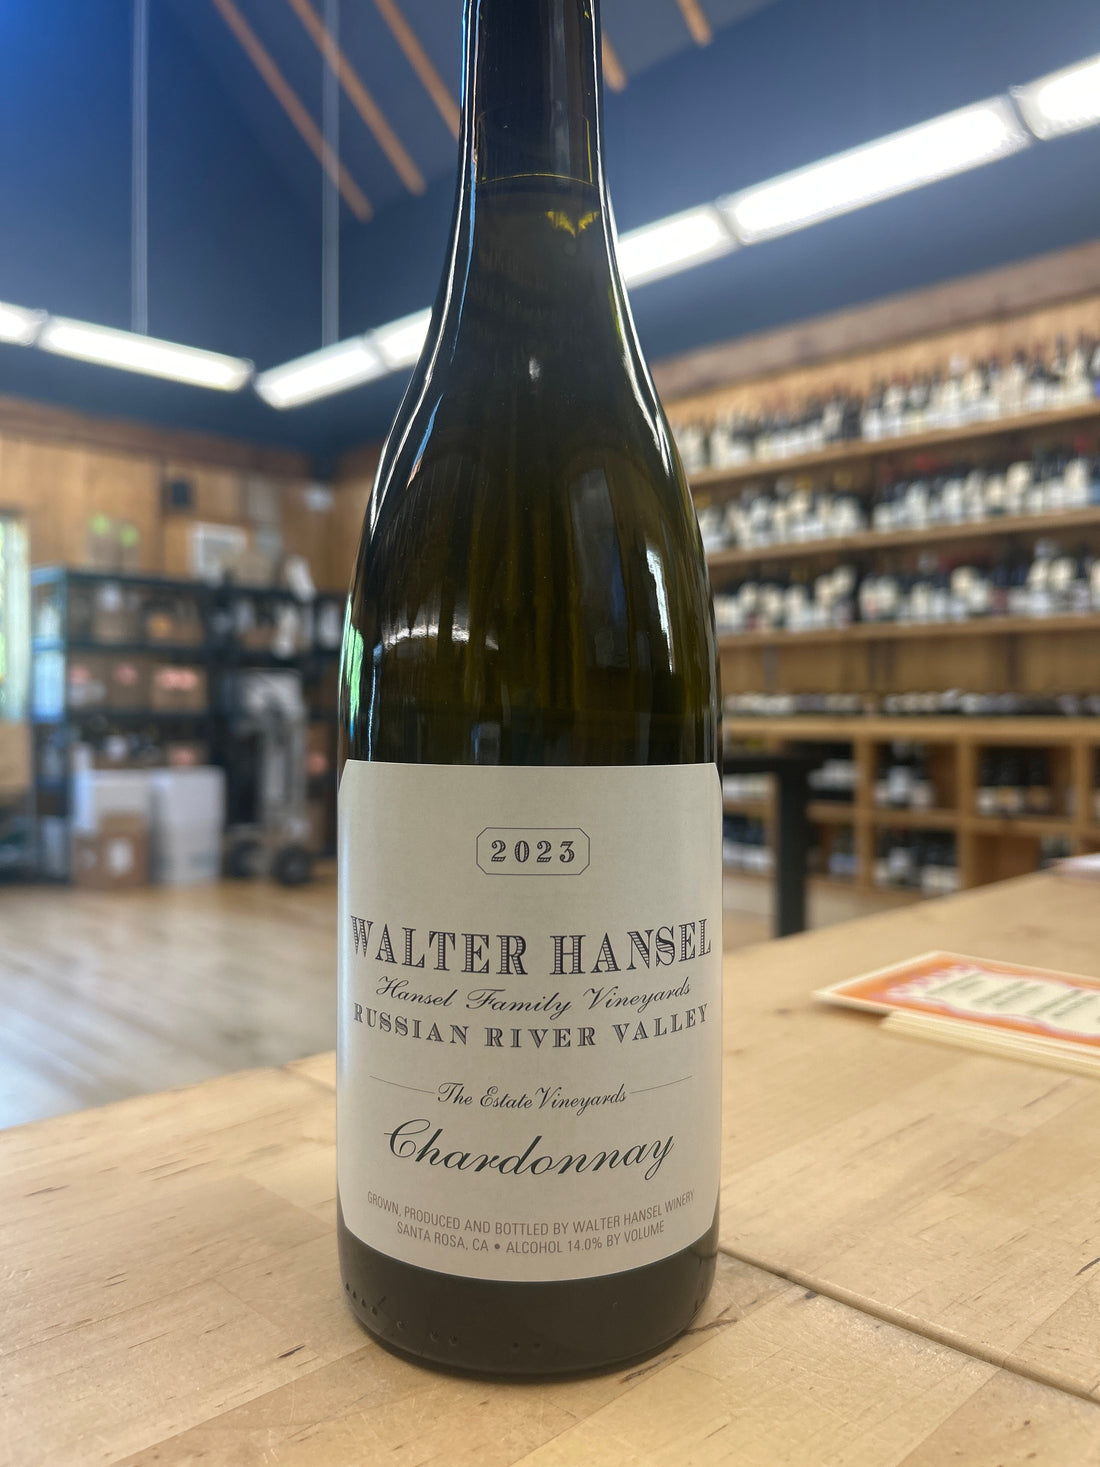 2023
WALTER HANSEL
Hansel Family Vineyards
RUSSIAN RIVER VALLEY
The Estate Vineyards
Chardonnay
GROWN, PRODUCED AND BOTTLED BY WALTER HANSEL WINERY
SANTA ROSA, CA • ALCOHOL 14.0% BY VOLUME